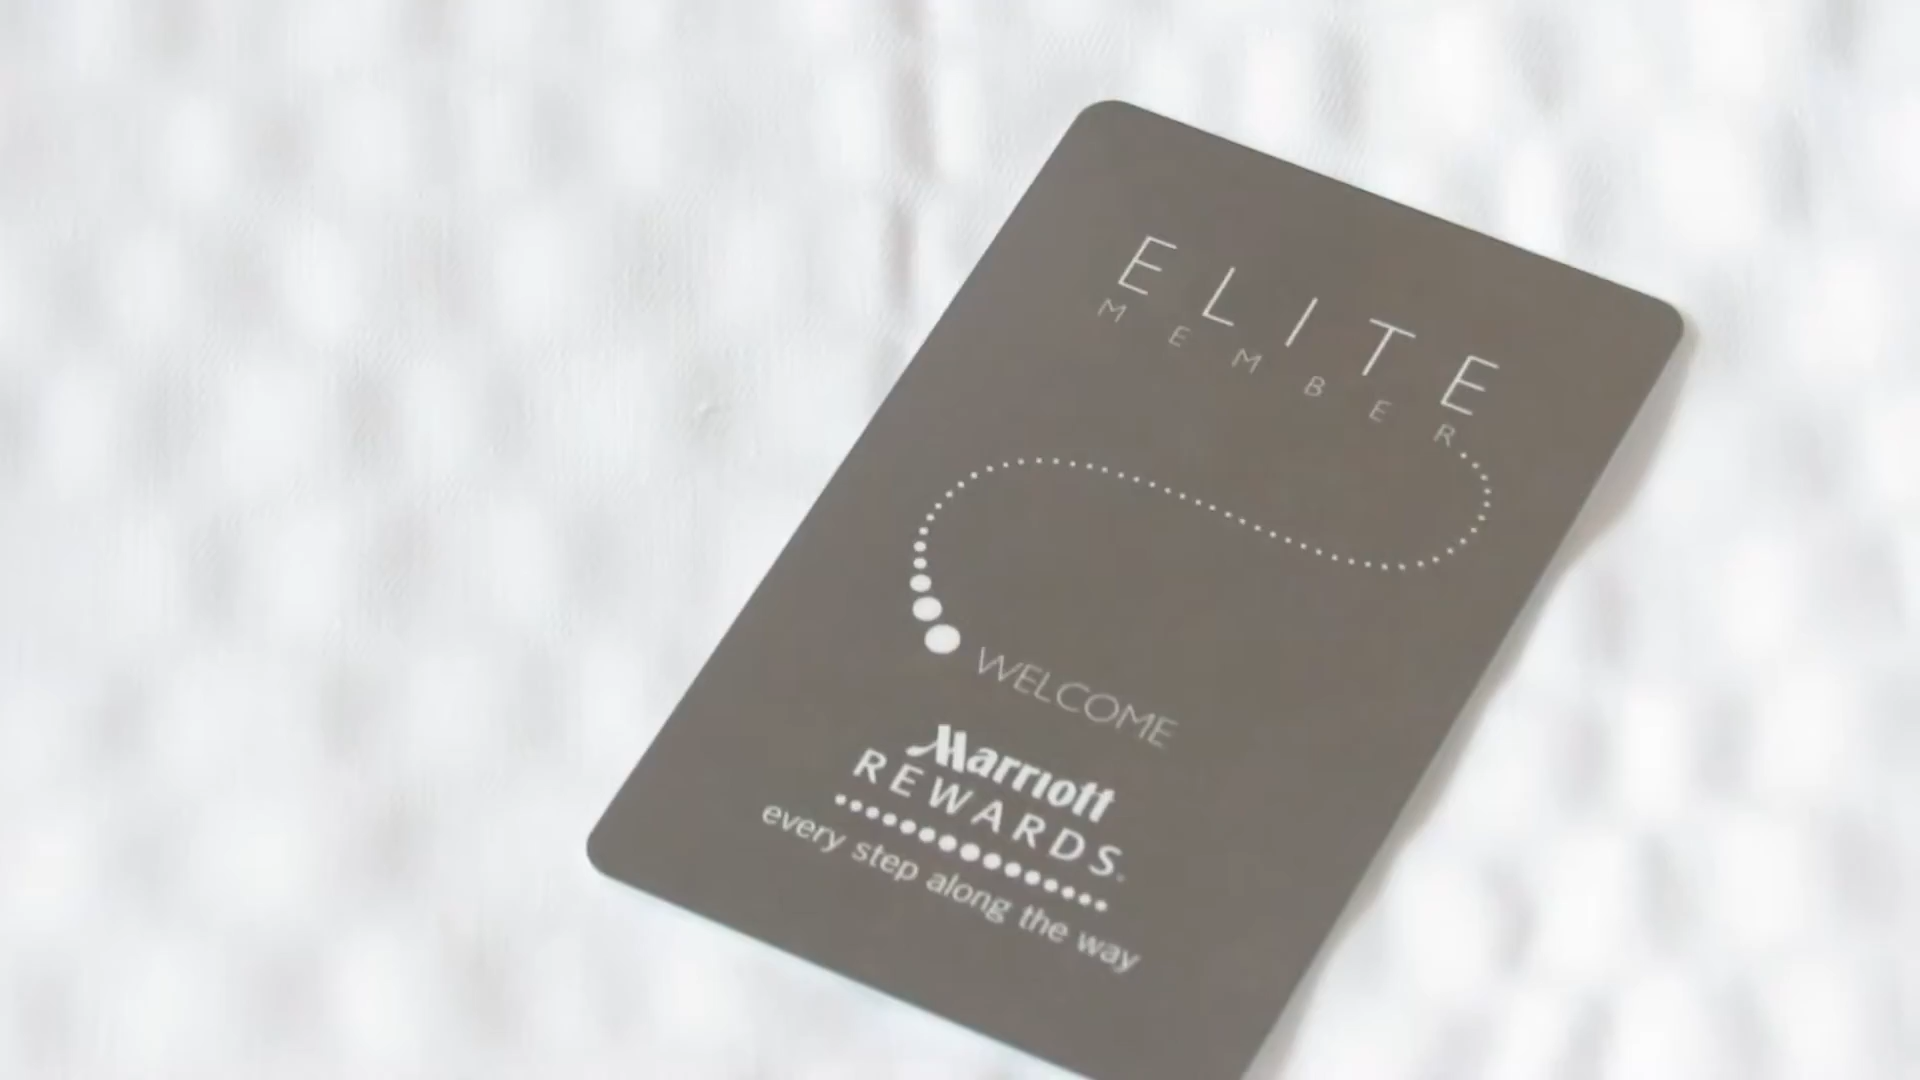 ELITE
MEMBER
WELCOME
Marriott
REWARDS.
every step along the way